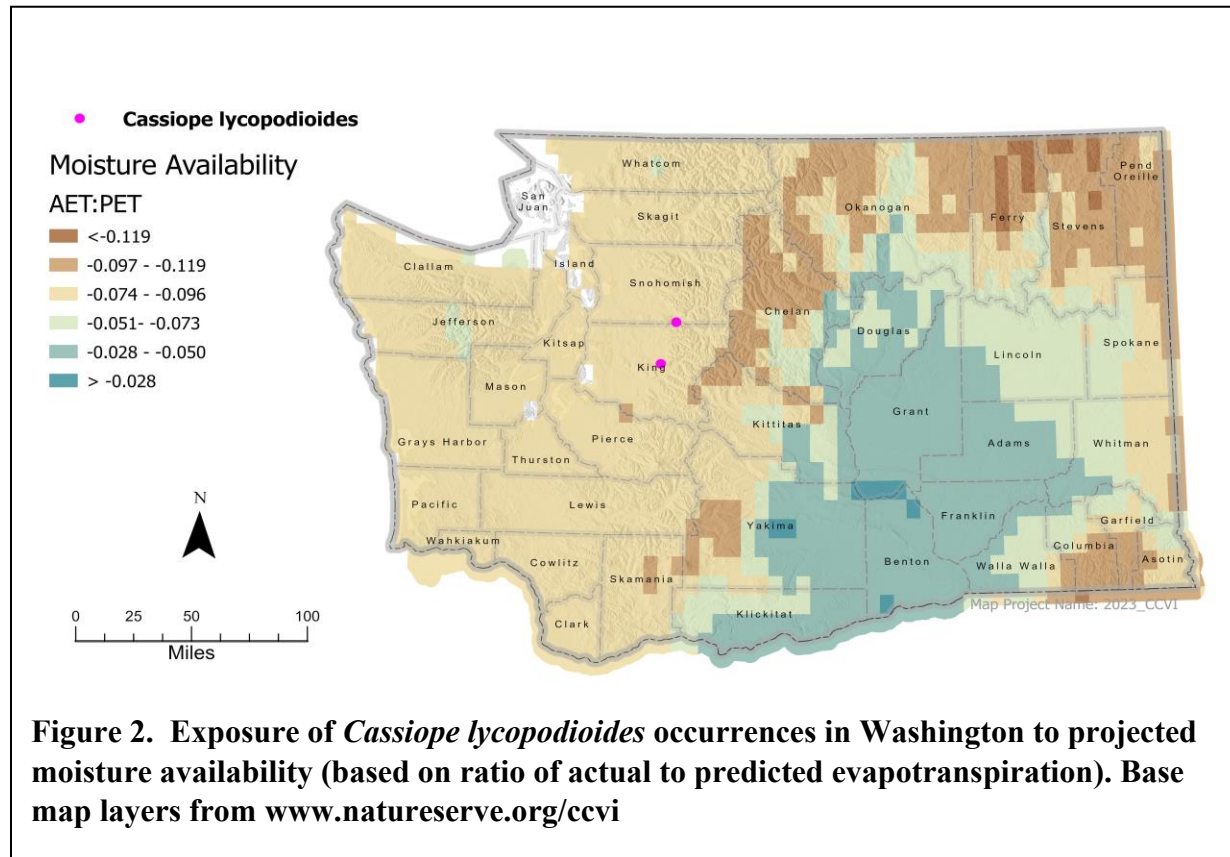 Cassiope lycopodioides
Moisture Availability
AET:PET
<-0.119
-0.097 - -0.119
-0.074 - -0.096
-0.051- -0.073
-0.028 - -0.050
> -0.028
N
0 25 50 100
Miles
Whatcom
San
Juan
Skagit
Island
Clallam
Snohomish
Jefferson
Kitsap
King
Mason
Grays Harbor
Pierce
Thurston
Pacific
Lewis
Wahkiakum
Cowlitz
Skamania
Clark
Okanogan
Ferry
Stevens
Pend
Oreille
Chelan
Douglas
Lincoln
Spokane
Grant
Kittitas
Adams
Whitman
Yakima
Franklin
Garfield
Columbia
Asotin
Benton
Walla Walla
Klickitat
Map Project Name: 2023_CCVI
Figure 2. Exposure of Cassiope lycopodioides occurrences in Washington to projected
moisture availability (based on ratio of actual to predicted evapotranspiration). Base
map layers from www.natureserve.org/ccvi